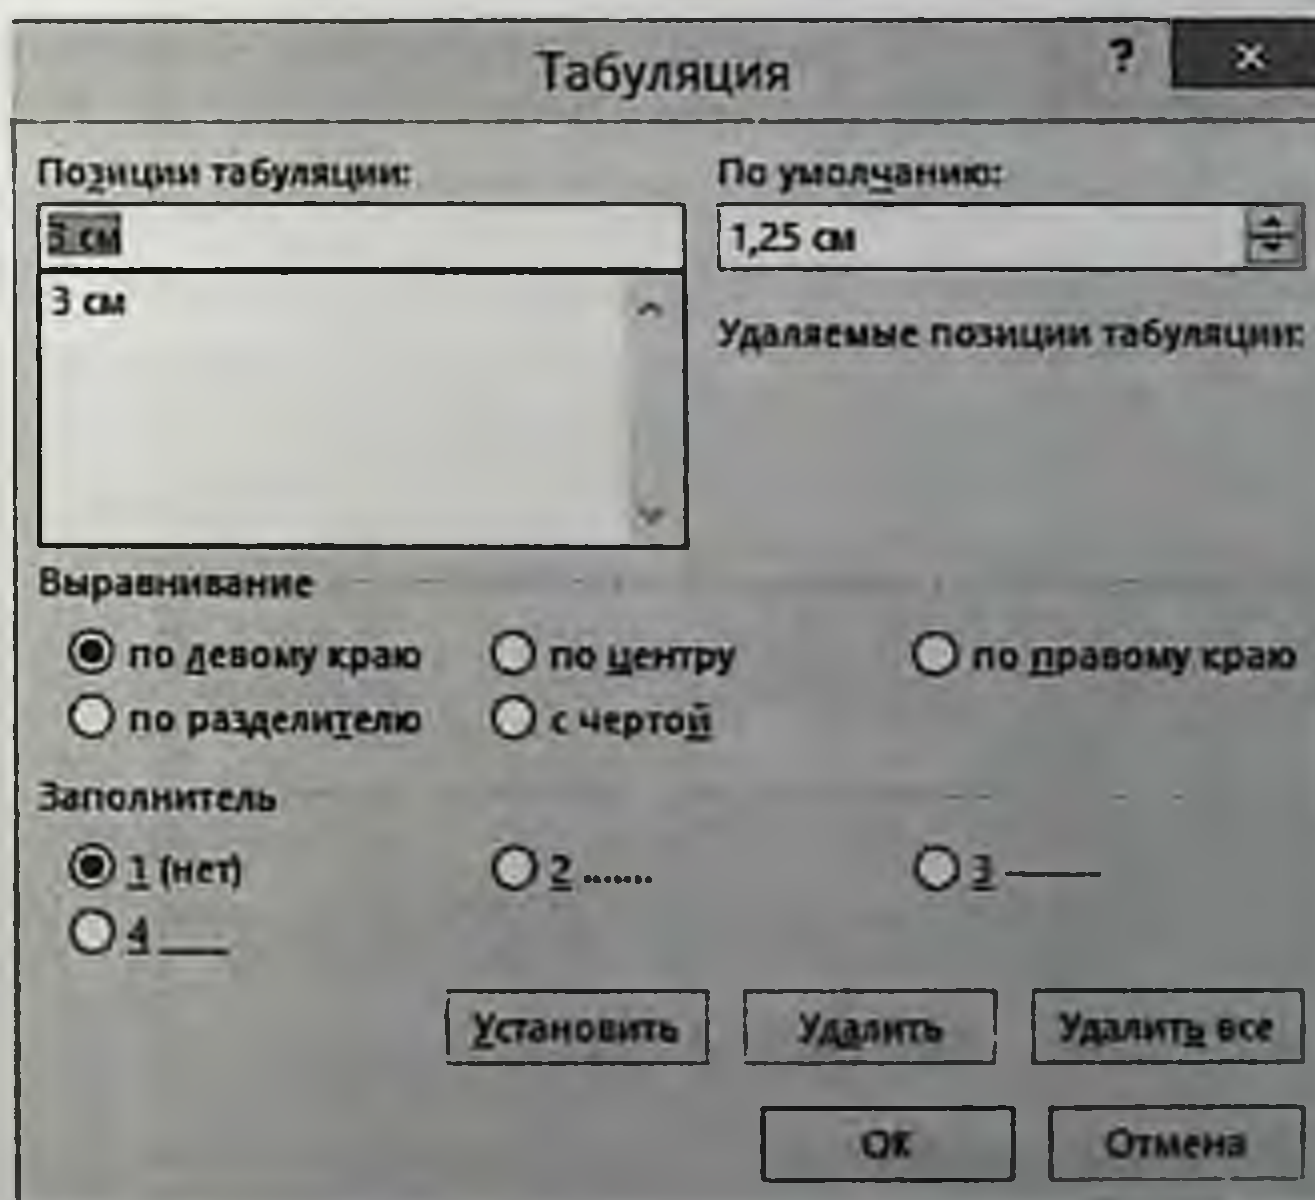 Табуляция ? ×
Позиции табуляции: По умолчанию:
3 см 1,25 см
3 см
Удаляемые позиции табуляции:
Выравнивание
по левому краю по центру по правому краю
по разделителю с чертой
Заполнитель
1 (нет) 2 ....... 3 ———
4 ___
Установить Удалить Удалить все
ОК Отмена